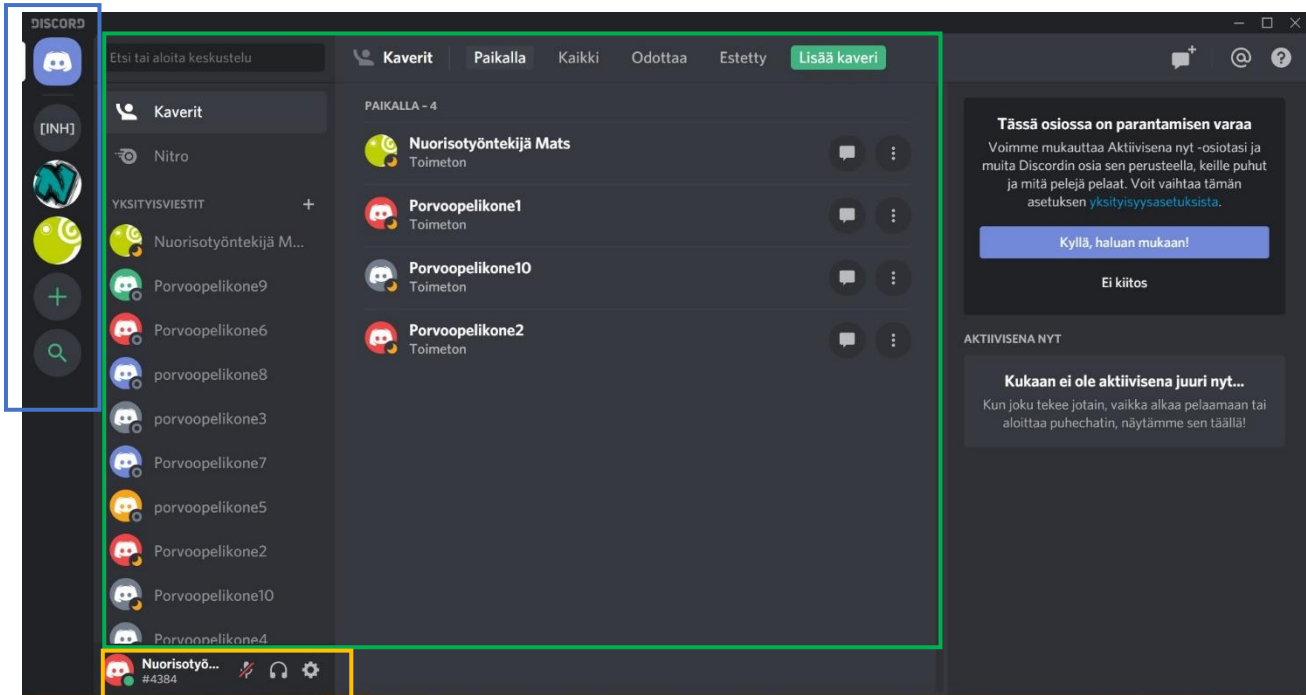 DISCORD
[INH]
Etsi tai aloita keskustelu
Kaverit
Nitro
YKSITYISVIESTIT
Nuorisotyöntekijä M...
Porvoopelikone9
Porvoopelikone6
porvoopelikone8
porvoopelikone3
Porvoopelikone7
porvoopelikone5
Porvoopelikone2
Porvoopelikone10
Porvoopelikone4
Nuorisotyö...
#4384
Kaverit Paikalla Kaikki Odottaa Estetty Lisää kaveri
PAIKALLA – 4
Nuorisotyöntekijä Mats
Toimeton
Porvoopelikone1
Toimeton
Porvoopelikone10
Toimeton
Porvoopelikone2
Toimeton
Tässä osiossa on parantamisen varaa
Voimme mukauttaa Aktiivisena nyt -osiotasi ja
muita Discordin osia sen perusteella, keille puhut
ja mitä pelejä pelaat. Voit vaihtaa tämän
asetuksen yksityisyysasetuksista.
Kyllä, haluan mukaan!
Ei kiitos
AKTIIVISENA NYT
Kukaan ei ole aktiivisena juuri nyt...
Kun joku tekee jotain, vaikka alkaa pelaamaan tai
aloittaa puhechatin, näytämme sen täällä!